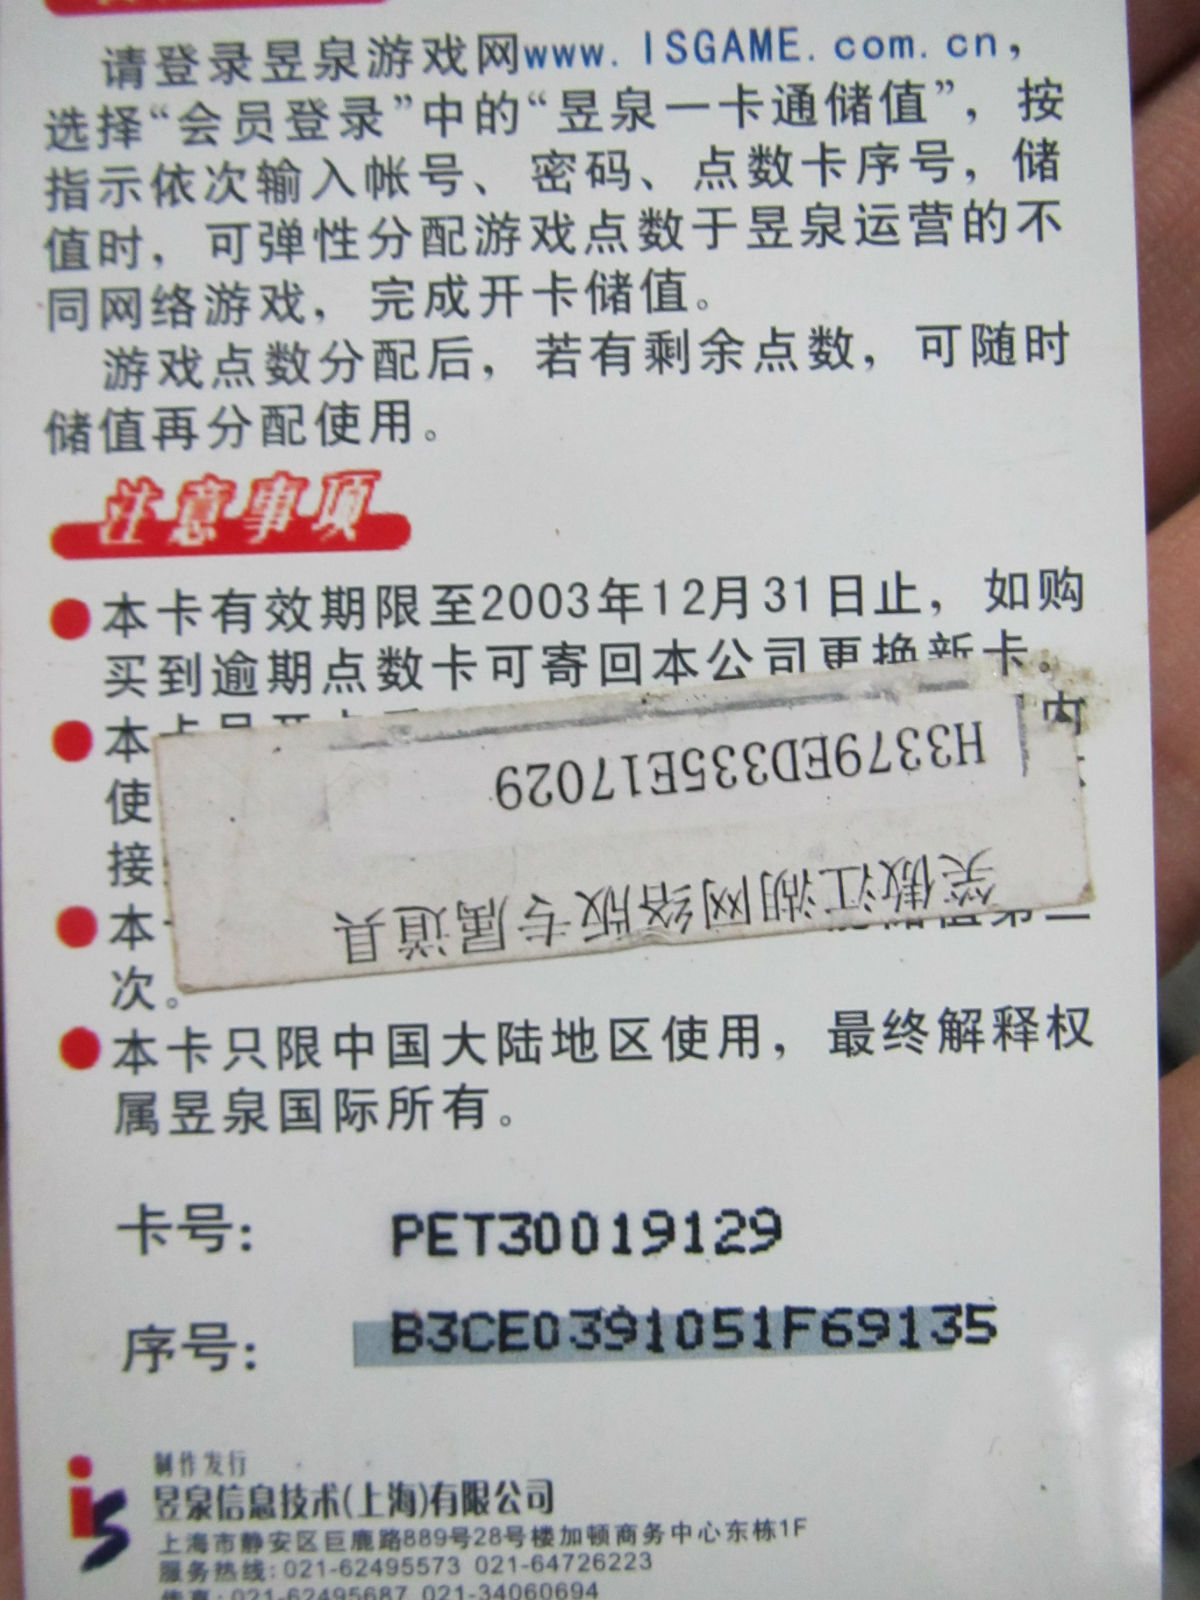 请登录昱泉游戏网www.ISGAME.com.cn，
选择“会员登录”中的“昱泉一卡通储值”，按
指示依次输入帐号、密码、点数卡序号，储
值时，可弹性分配游戏点数于昱泉运营的不
同网络游戏，完成开卡储值。
游戏点数分配后，若有剩余点数，可随时
储值再分配使用。
注意事项
●本卡有效期限至2003年12月31日止，如购
买到逾期点数卡可寄回本公司更换新卡。
●本 内
使
接
H3379ED335E17029
笑傲江湖网络版专属道具
●本
次。
●本卡只限中国大陆地区使用，最终解释权
属昱泉国际所有。
卡号: PET30019129
序号: B3CE0391051F69135
is
制作发行
昱泉信息技术(上海)有限公司
上海市静安区巨鹿路889号28号楼加顿商务中心东栋1F
服务热线:021-62495573 021-64726223
传真:021-62495687 021-34060694